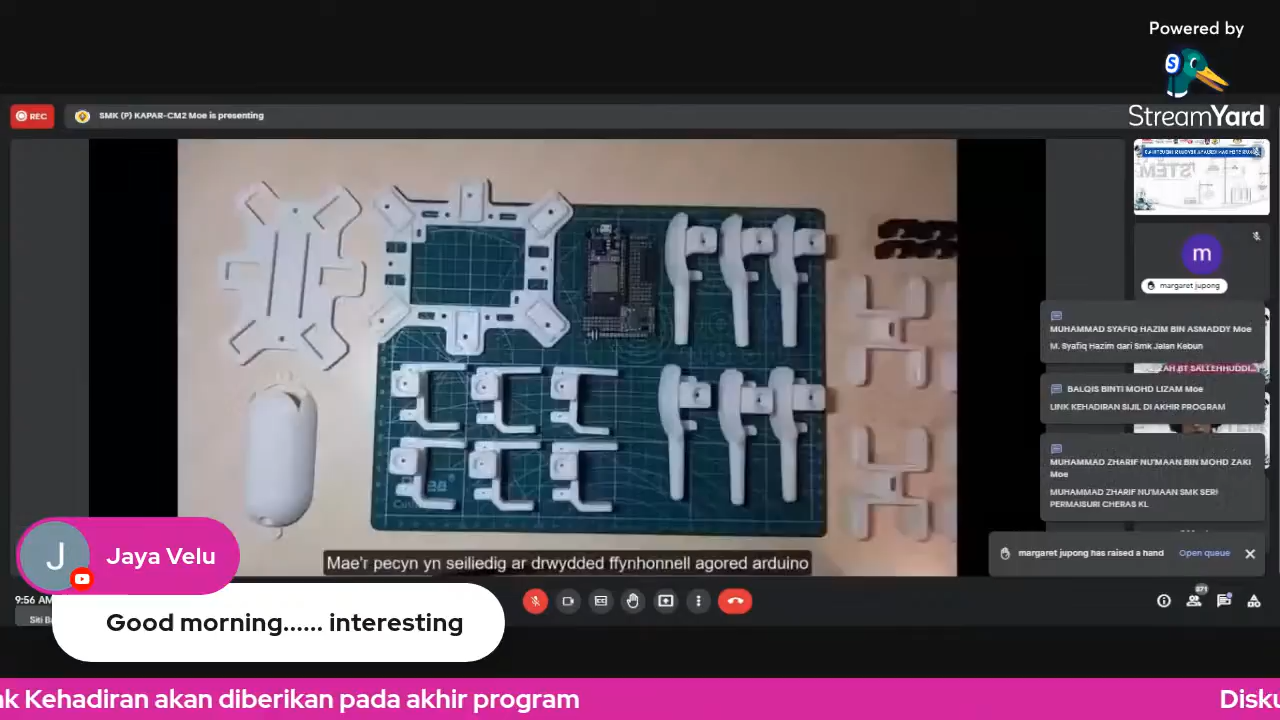 Powered by
StreamYard
REC
SMK (P) KAPAR-CM2 Moe is presenting
m
margaret jupong
MUHAMMAD SYAFIQ HAZIM BIN ASMADDY Moe
M. Syafiq Hazim dari Smk Jalan Kebun
BALQIS BINTI MOHD LIZAM Moe
LINK KEHADIRAN SIJIL DI AKHIR PROGRAM
MUHAMMAD ZHARIF NU'MAAN BIN MOHD ZAKI
Moe
MUHAMMAD ZHARIF NU'MAAN SMK SERI
PERMAISURI CHERAS KL
margaret jupong has raised a hand
Open queue
Mae'r pecyn yn seiliedig ar drwydded ffynhonnell agored arduino
J
Jaya Velu
9:56 AM
Good morning...... interesting
Kehadiran akan diberikan pada akhir program